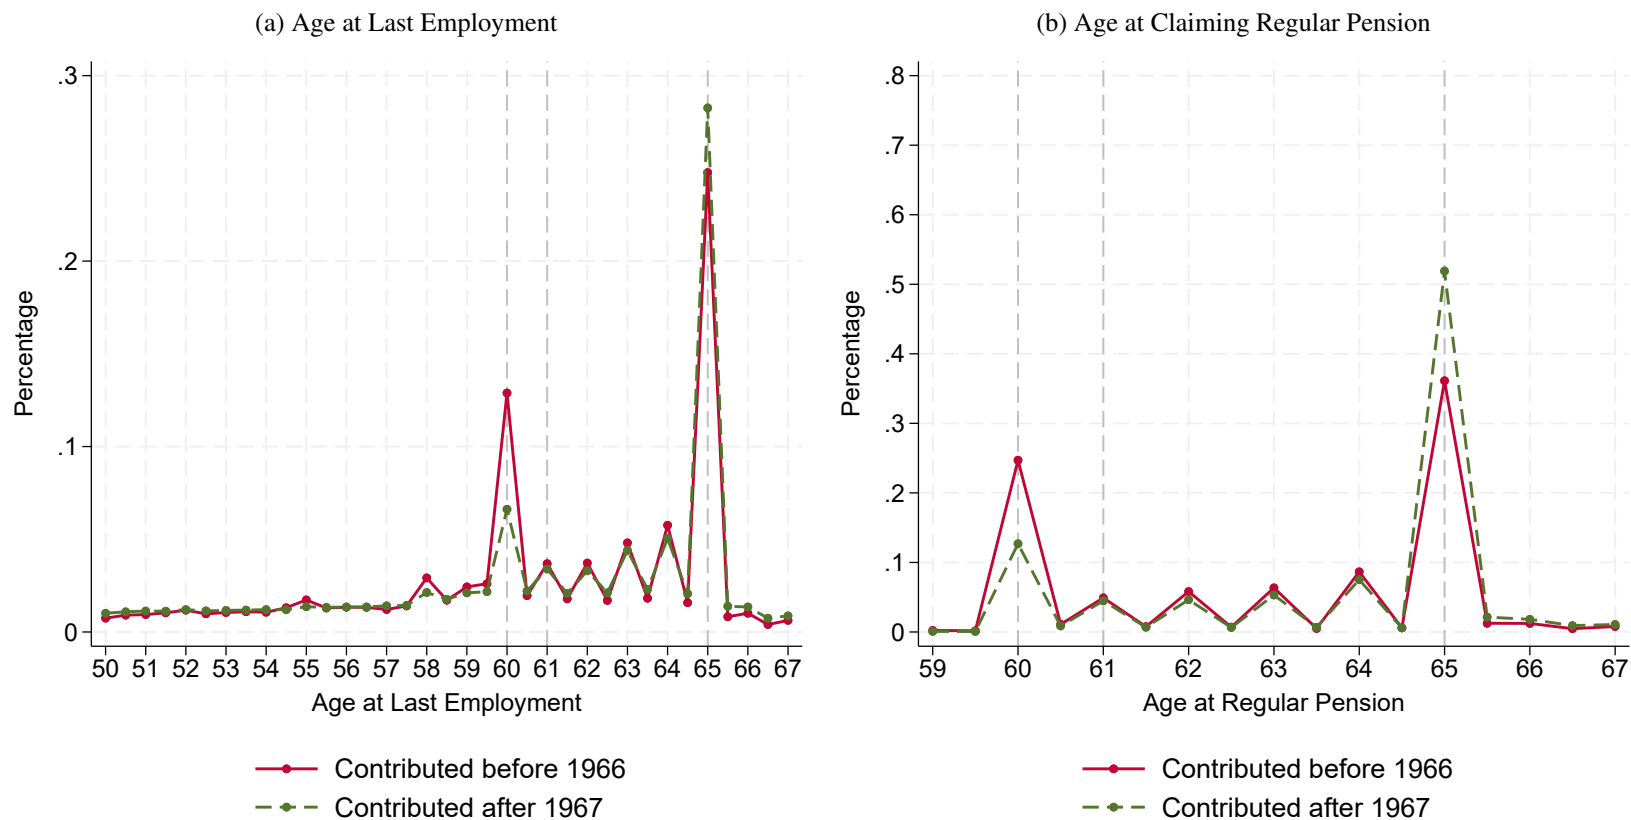 (a) Age at Last Employment
.3
.2
.1
0
Percentage
50 51 52 53 54 55 56 57 58 59 60 61 62 63 64 65 66 67
Age at Last Employment
Contributed before 1966
Contributed after 1967
(b) Age at Claiming Regular Pension
.8
.7
.6
.5
.4
.3
.2
.1
0
Percentage
59 60 61 62 63 64 65 66 67
Age at Regular Pension
Contributed before 1966
Contributed after 1967